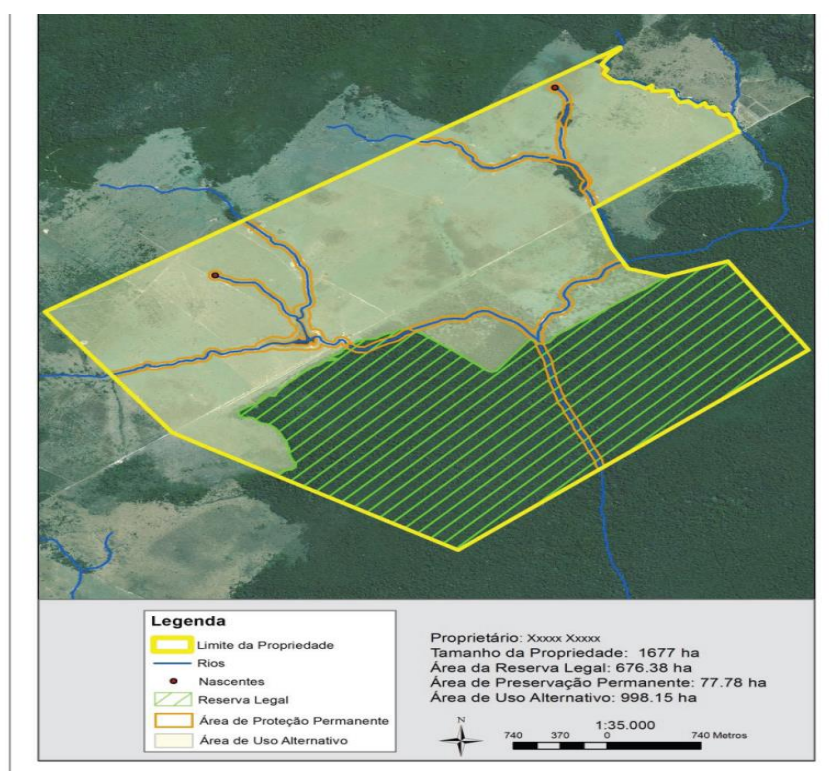 Legenda
Limite da Propriedade
Rios
Nascentes
Reserva Legal
Área de Proteção Permanente
Área de Uso Alternativo
Proprietário: Xxxxx Xxxxx
Tamanho da Propriedade: 1677 ha
Área da Reserva Legal: 676.38 ha
Área de Preservação Permanente: 77.78 ha
Área de Uso Alternativo: 998.15 ha
N
1:35.000
740 370 0 740 Metros